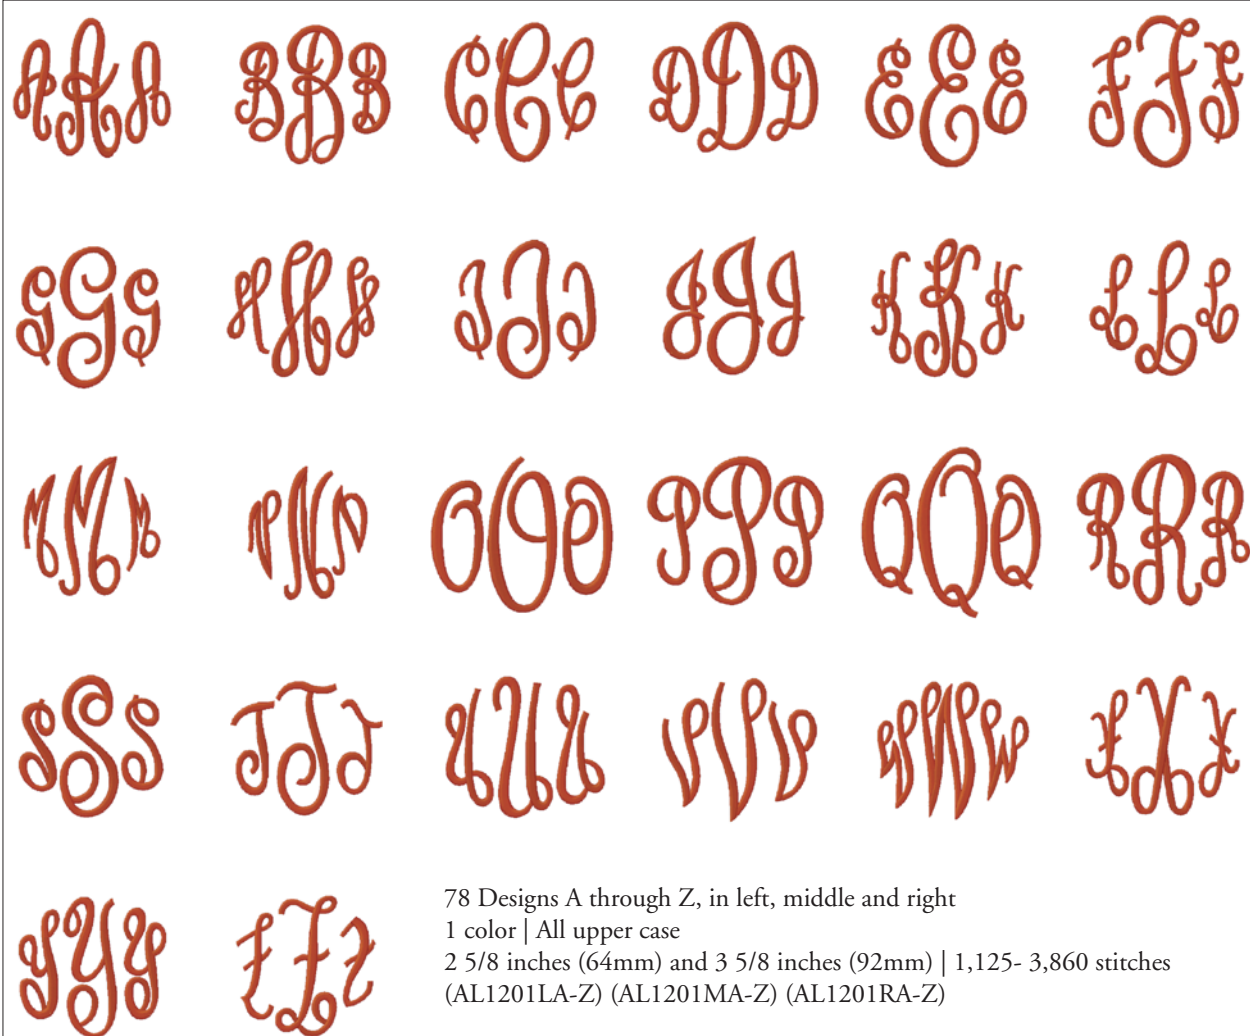 AAA BBB CCC DDD EEE FFF
GGG HHH III JJJ KKK LLL
MMM NNN OOO PPP QQQ RRR
SSS TTT UUU VVV WWW XXX
YYY ZZZ
78 Designs A through Z, in left, middle and right
1 color | All upper case
2 5/8 inches (64mm) and 3 5/8 inches (92mm) | 1,125- 3,860 stitches
(AL1201LA-Z) (AL1201MA-Z) (AL1201RA-Z)